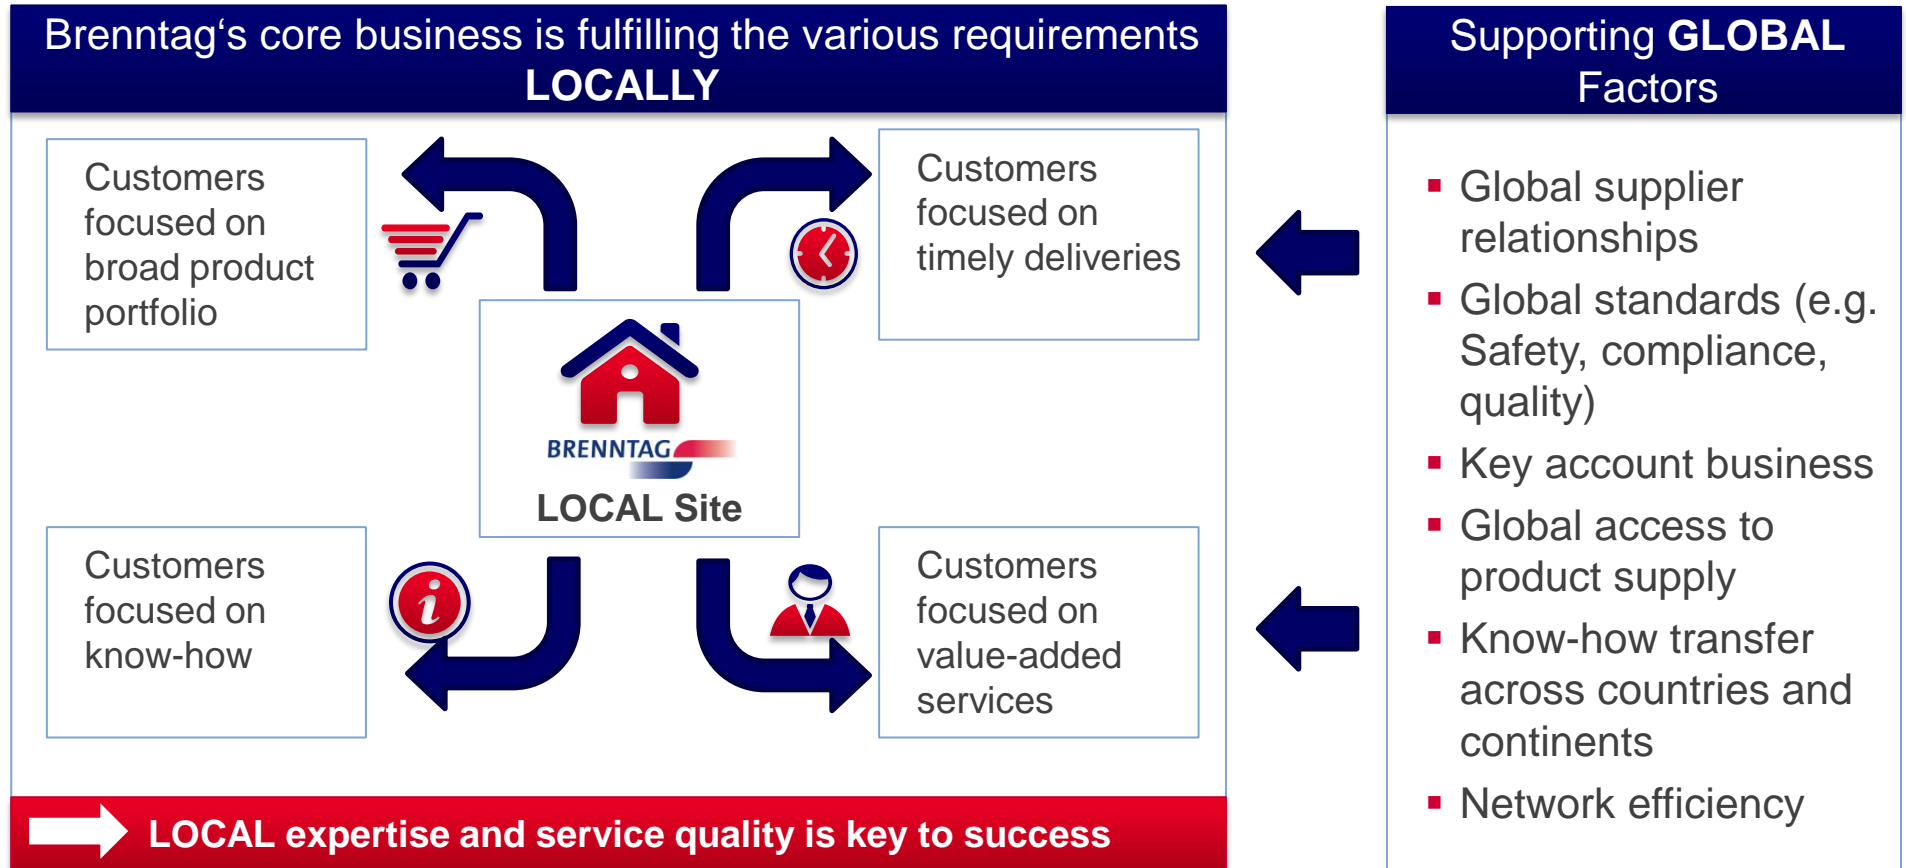 Brenntag‘s core business is fulfilling the various requirements
LOCALLY
Customers
focused on
broad product
portfolio
Customers
focused on
timely deliveries
BRENNTAG
LOCAL Site
Customers
focused on
know-how
i
Customers
focused on
value-added
services
LOCAL expertise and service quality is key to success
Supporting GLOBAL
Factors
▪ Global supplier
relationships
▪ Global standards (e.g.
Safety, compliance,
quality)
▪ Key account business
▪ Global access to
product supply
▪ Know-how transfer
across countries and
continents
▪ Network efficiency